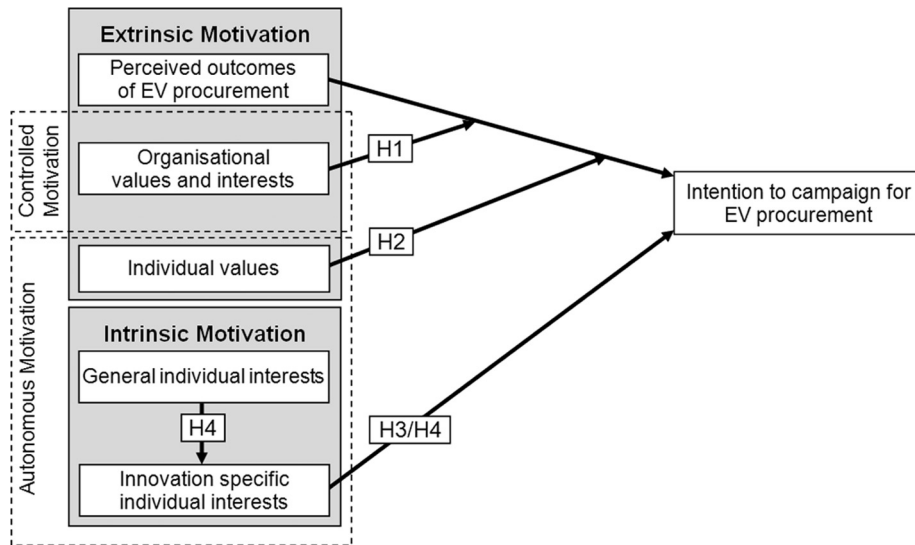 Extrinsic Motivation
Perceived outcomes
of EV procurement
Controlled
Motivation
Organisational
values and interests
H1
Intention to campaign for
EV procurement
H2
Individual values
Autonomous Motivation
Intrinsic Motivation
General individual interests
H4
H3/H4
Innovation specific
individual interests